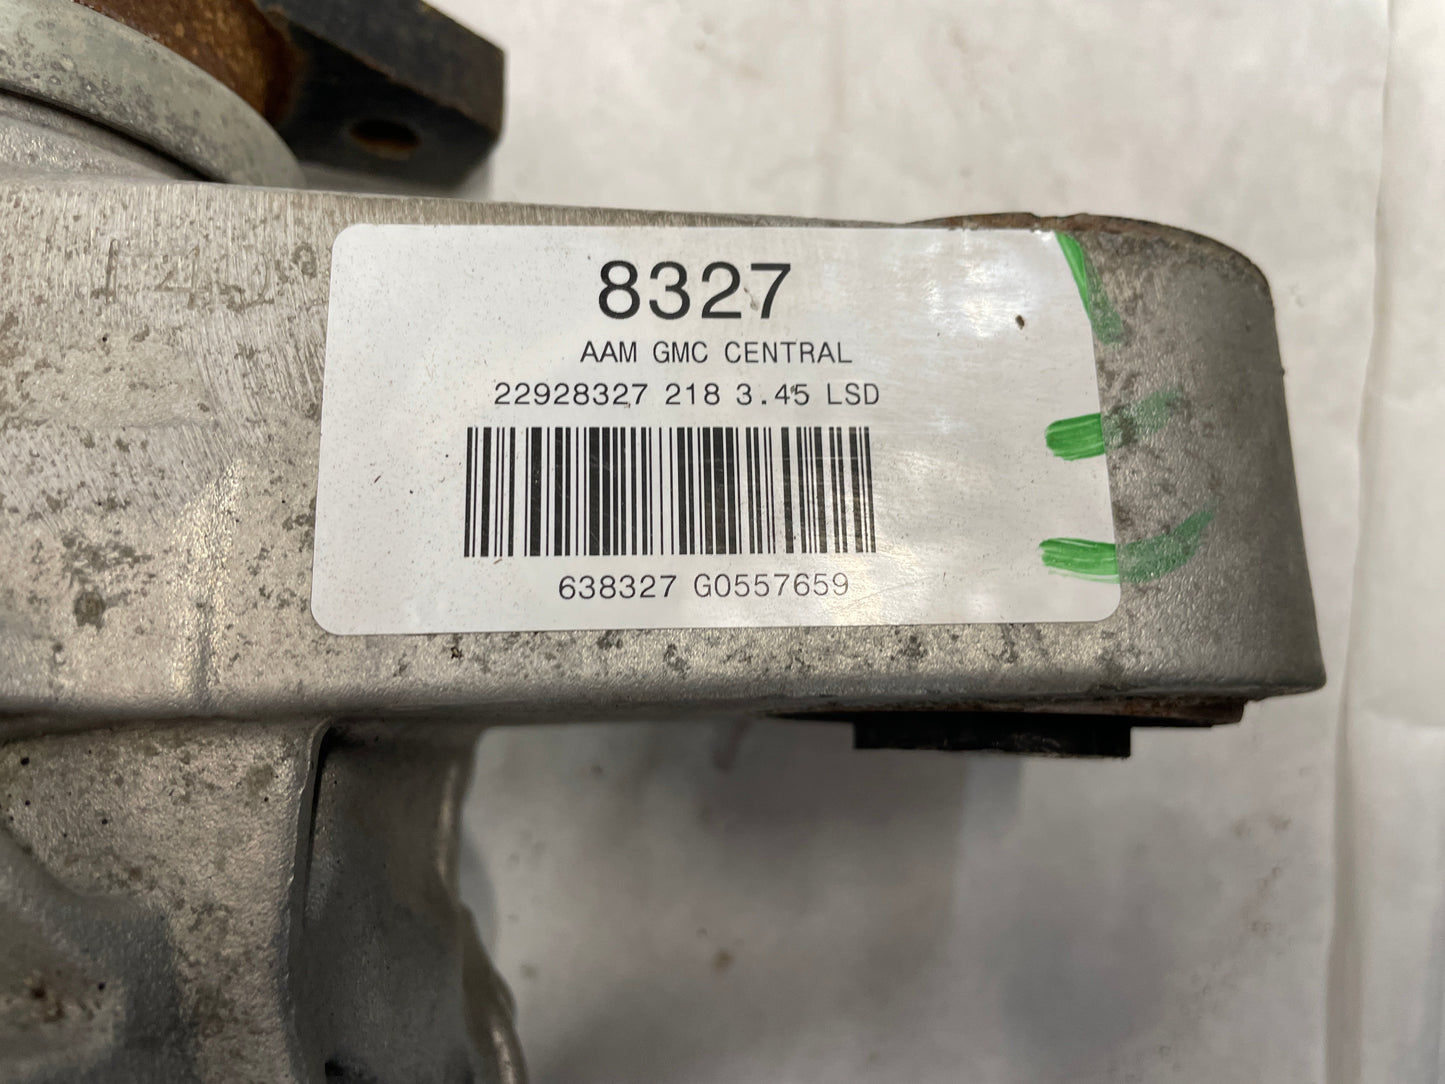 8327
AAM GMC CENTRAL
22928327 218 3.45 LSD
638327 G0557659